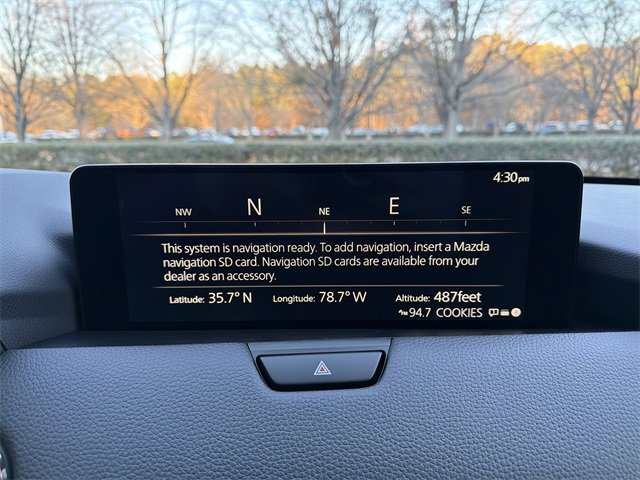 4:30pm
NW N NE E SE
This system is navigation ready. To add navigation, insert a Mazda
navigation SD card. Navigation SD cards are available from your
dealer as an accessory.
Latitude: 35.7° N Longitude: 78.7° W Altitude: 487feet
94.7 COOKIES